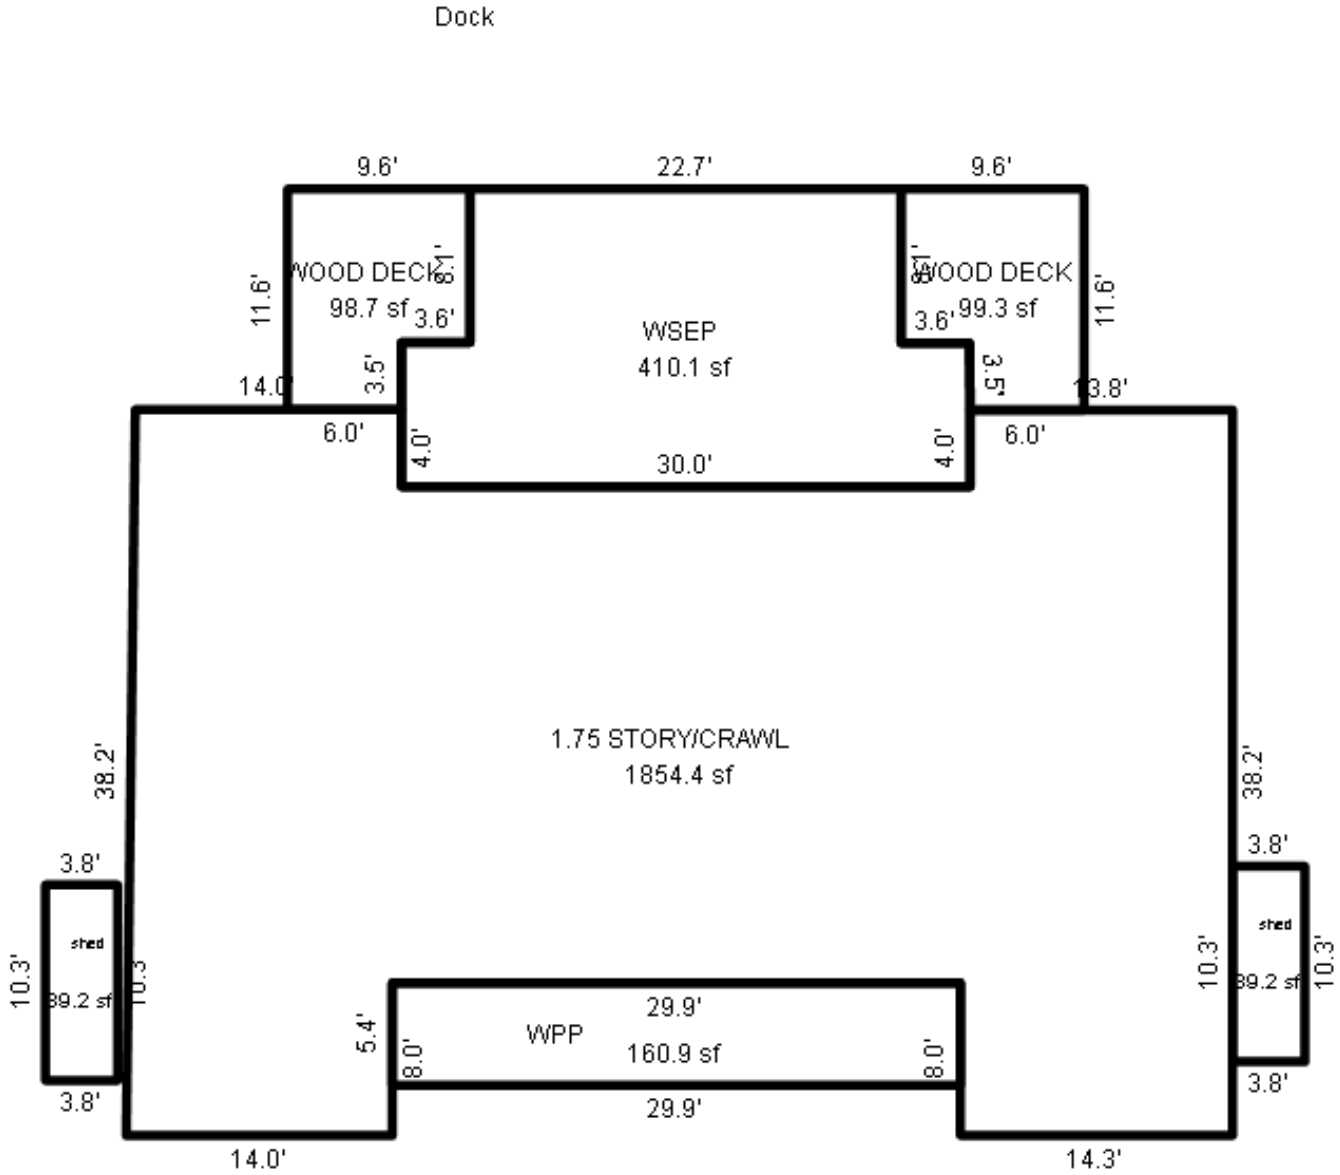 Dock
9.6'
22.7'
9.6'
11.6'
WOOD DECK
98.7 sf
8.1'
3.6'
3.5'
WSEP
410.1 sf
8.1'
WOOD DECK
99.3 sf
3.6'
3.5'
11.6'
14.0'
13.8'
6.0'
4.0'
30.0'
4.0'
6.0'
1.75 STORY/CRAWL
1854.4 sf
38.2'
38.2'
3.8'
shed
39.2 sf
10.3'
10.3'
3.8'
3.8'
shed
39.2 sf
10.3'
10.3'
3.8'
29.9'
WPP
160.9 sf
5.4'
8.0'
8.0'
29.9'
14.0'
14.3'